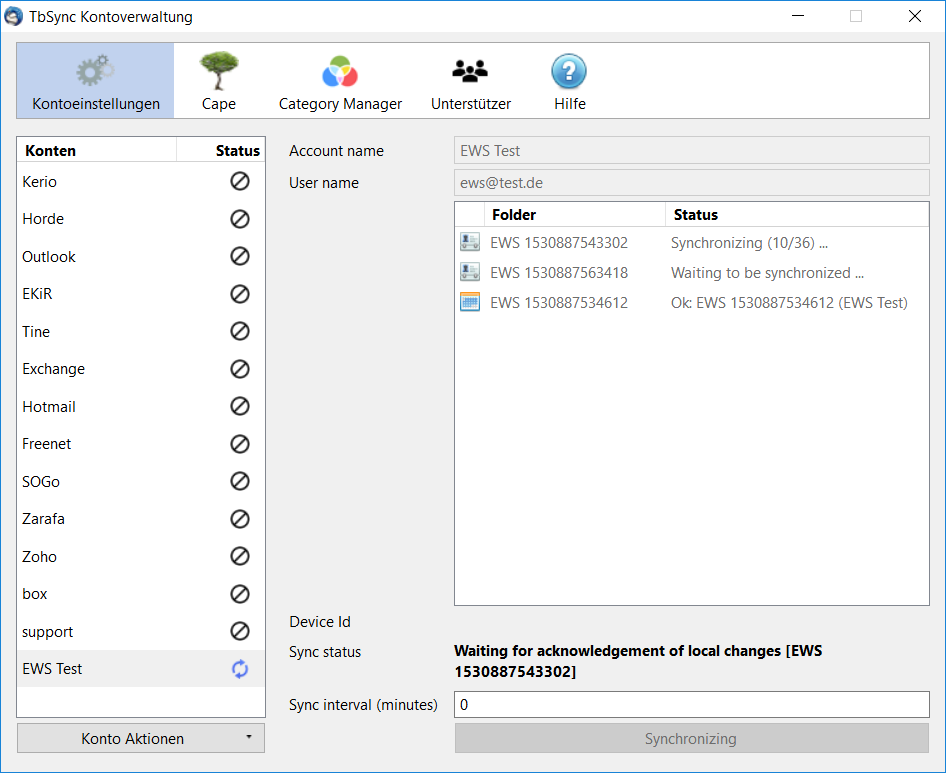 TbSync Kontoverwaltung
Kontoeinstellungen Cape Category Manager Unterstützer Hilfe
Konten Status
Kerio
Horde
Outlook
EKiR
Tine
Exchange
Hotmail
Freenet
SOGo
Zarafa
Zoho
box
support
EWS Test
Konto Aktionen
Account name EWS Test
User name ews@test.de
Folder Status
EWS 1530887543302 Synchronizing (10/36) ...
EWS 1530887563418 Waiting to be synchronized ...
EWS 1530887534612 Ok: EWS 1530887534612 (EWS Test)
Device Id
Sync status Waiting for acknowledgement of local changes [EWS
1530887543302]
Sync interval (minutes) 0
Synchronizing